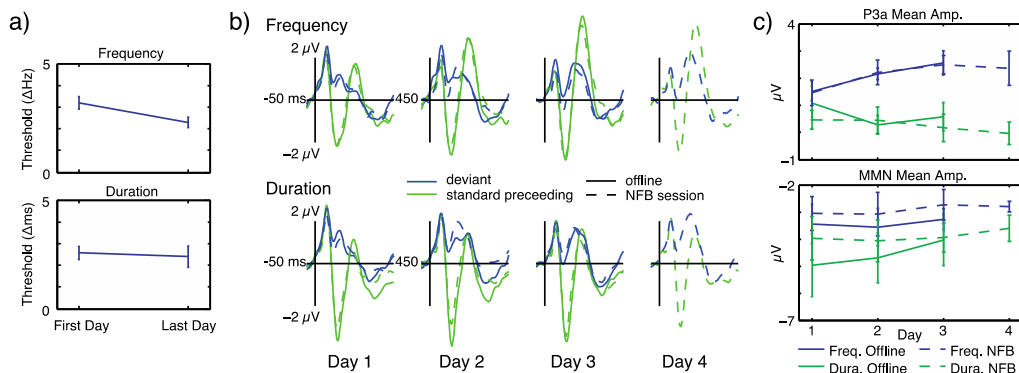 a)
Frequency
5
Threshold (ΔHz)
0
Duration
5
Threshold (Δms)
0
First Day
Last Day
b)
Frequency
2 µV
-50 ms
450
−2 µV
deviant
offline
standard preceeding
NFB session
Duration
2 µV
-50 ms
450
−2 µV
Day 1
Day 2
Day 3
Day 4
c)
P3a Mean Amp.
4
µV
−1
MMN Mean Amp.
−2
µV
−7
1
2
3
4
Day
Freq. Offline
Freq. NFB
Dura. Offline
Dura. NFB